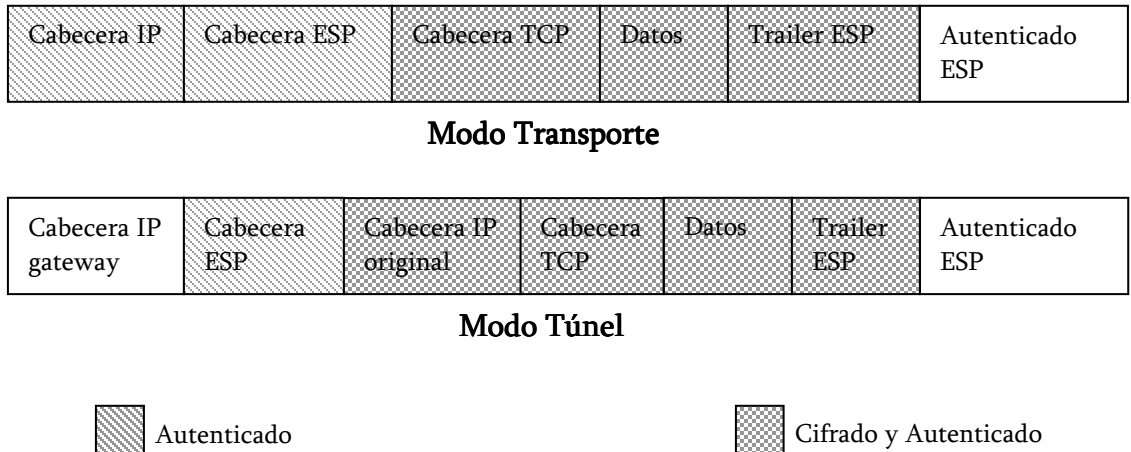 Cabecera IP Cabecera ESP Cabecera TCP Datos Trailer ESP Autenticado
ESP
Modo Transporte
Cabecera IP gateway
Cabecera ESP
Cabecera IP original
Cabecera TCP
Datos
Trailer ESP
Autenticado ESP
Modo Túnel
Autenticado
Cifrado y Autenticado